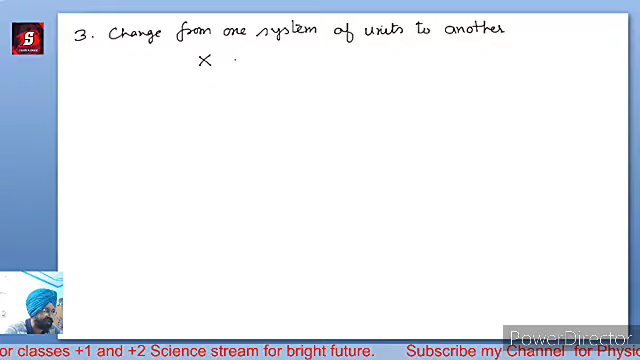 S
3. Change from one system of units to another
X
PowerDirector
or classes +1 and +2 Science stream for bright future. Subscribe my Channel for Physi